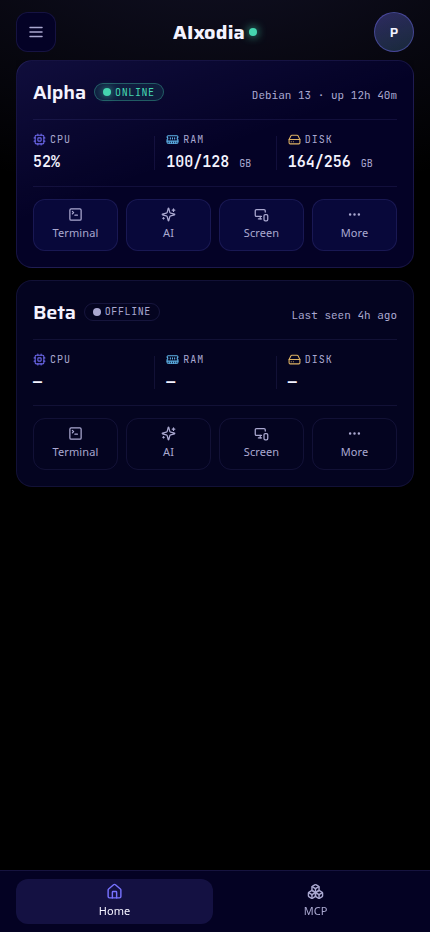 AIxodia
P
Alpha ONLINE Debian 13 · up 12h 40m
CPU RAM DISK
52% 100/128 GB 164/256 GB
Terminal AI Screen More
Beta OFFLINE Last seen 4h ago
CPU RAM DISK
— — —
Terminal AI Screen More
Home MCP